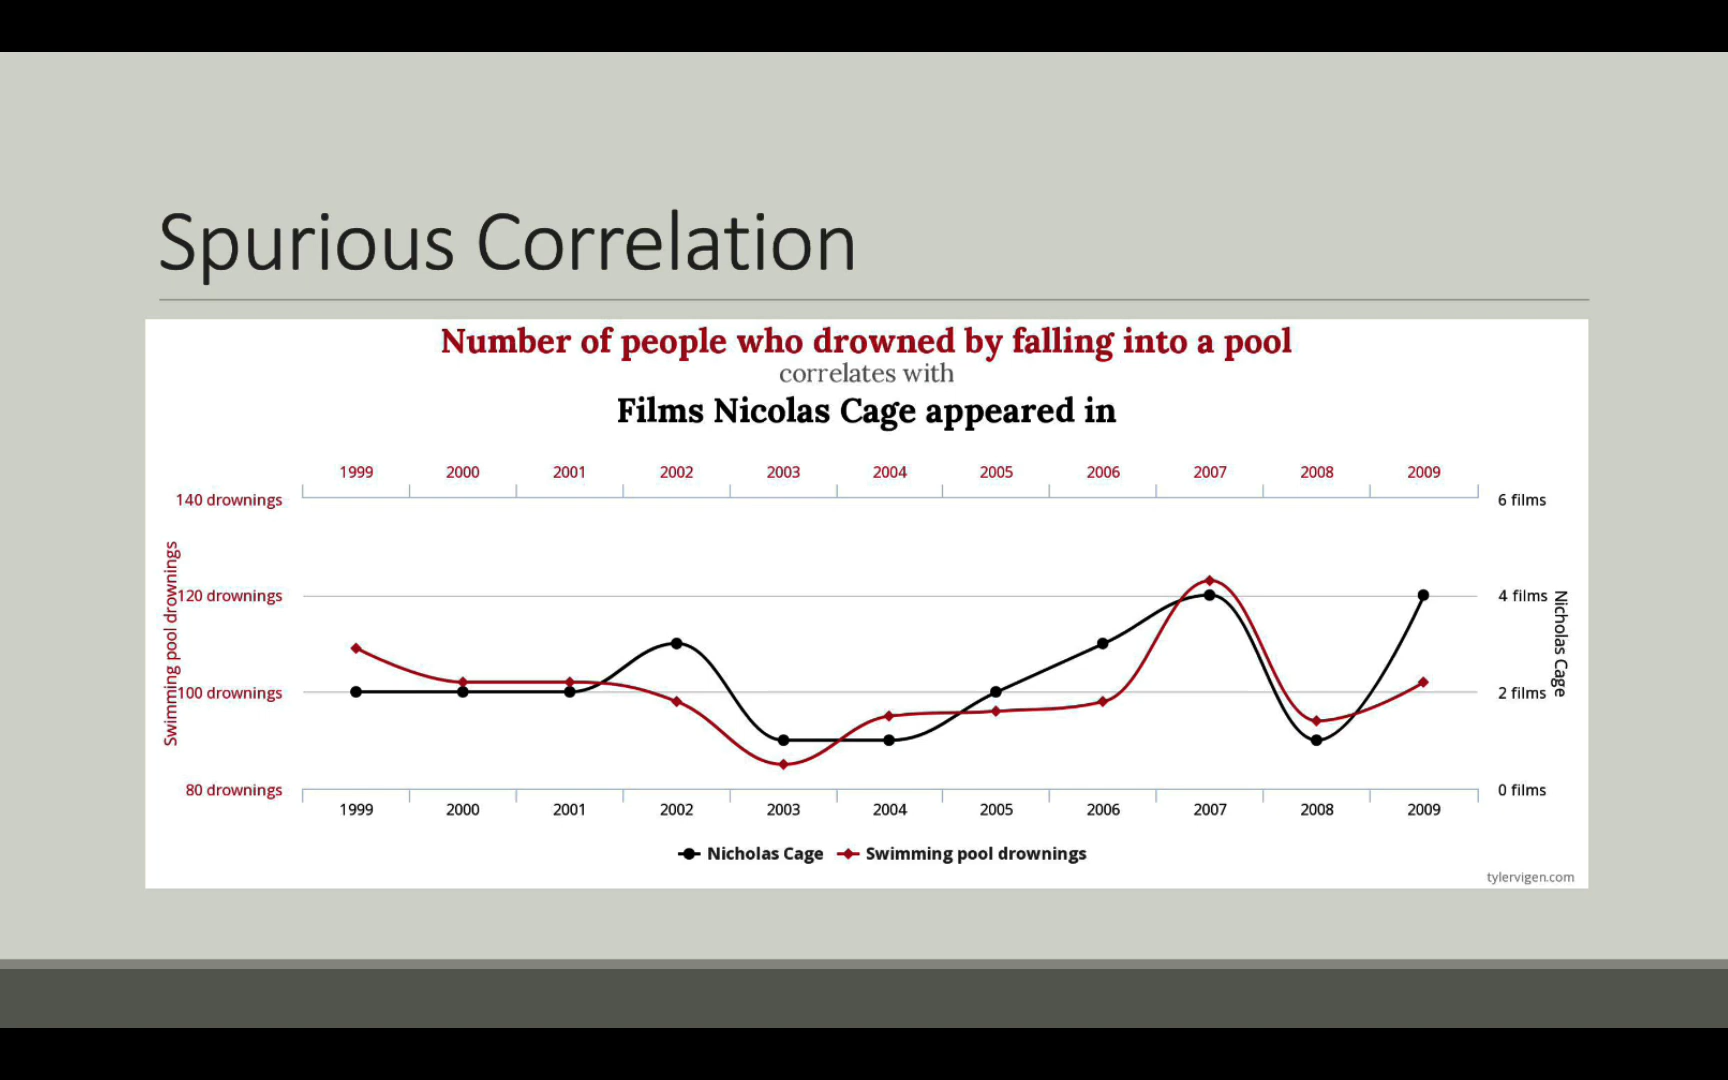 Spurious Correlation
Number of people who drowned by falling into a pool
correlates with
Films Nicolas Cage appeared in
1999 2000 2001 2002 2003 2004 2005 2006 2007 2008 2009
140 drownings 6 films
Swimming pool drownings
120 drownings 4 films
Nicholas Cage
100 drownings 2 films
80 drownings 0 films
1999 2000 2001 2002 2003 2004 2005 2006 2007 2008 2009
Nicholas Cage Swimming pool drownings
tylervigen.com